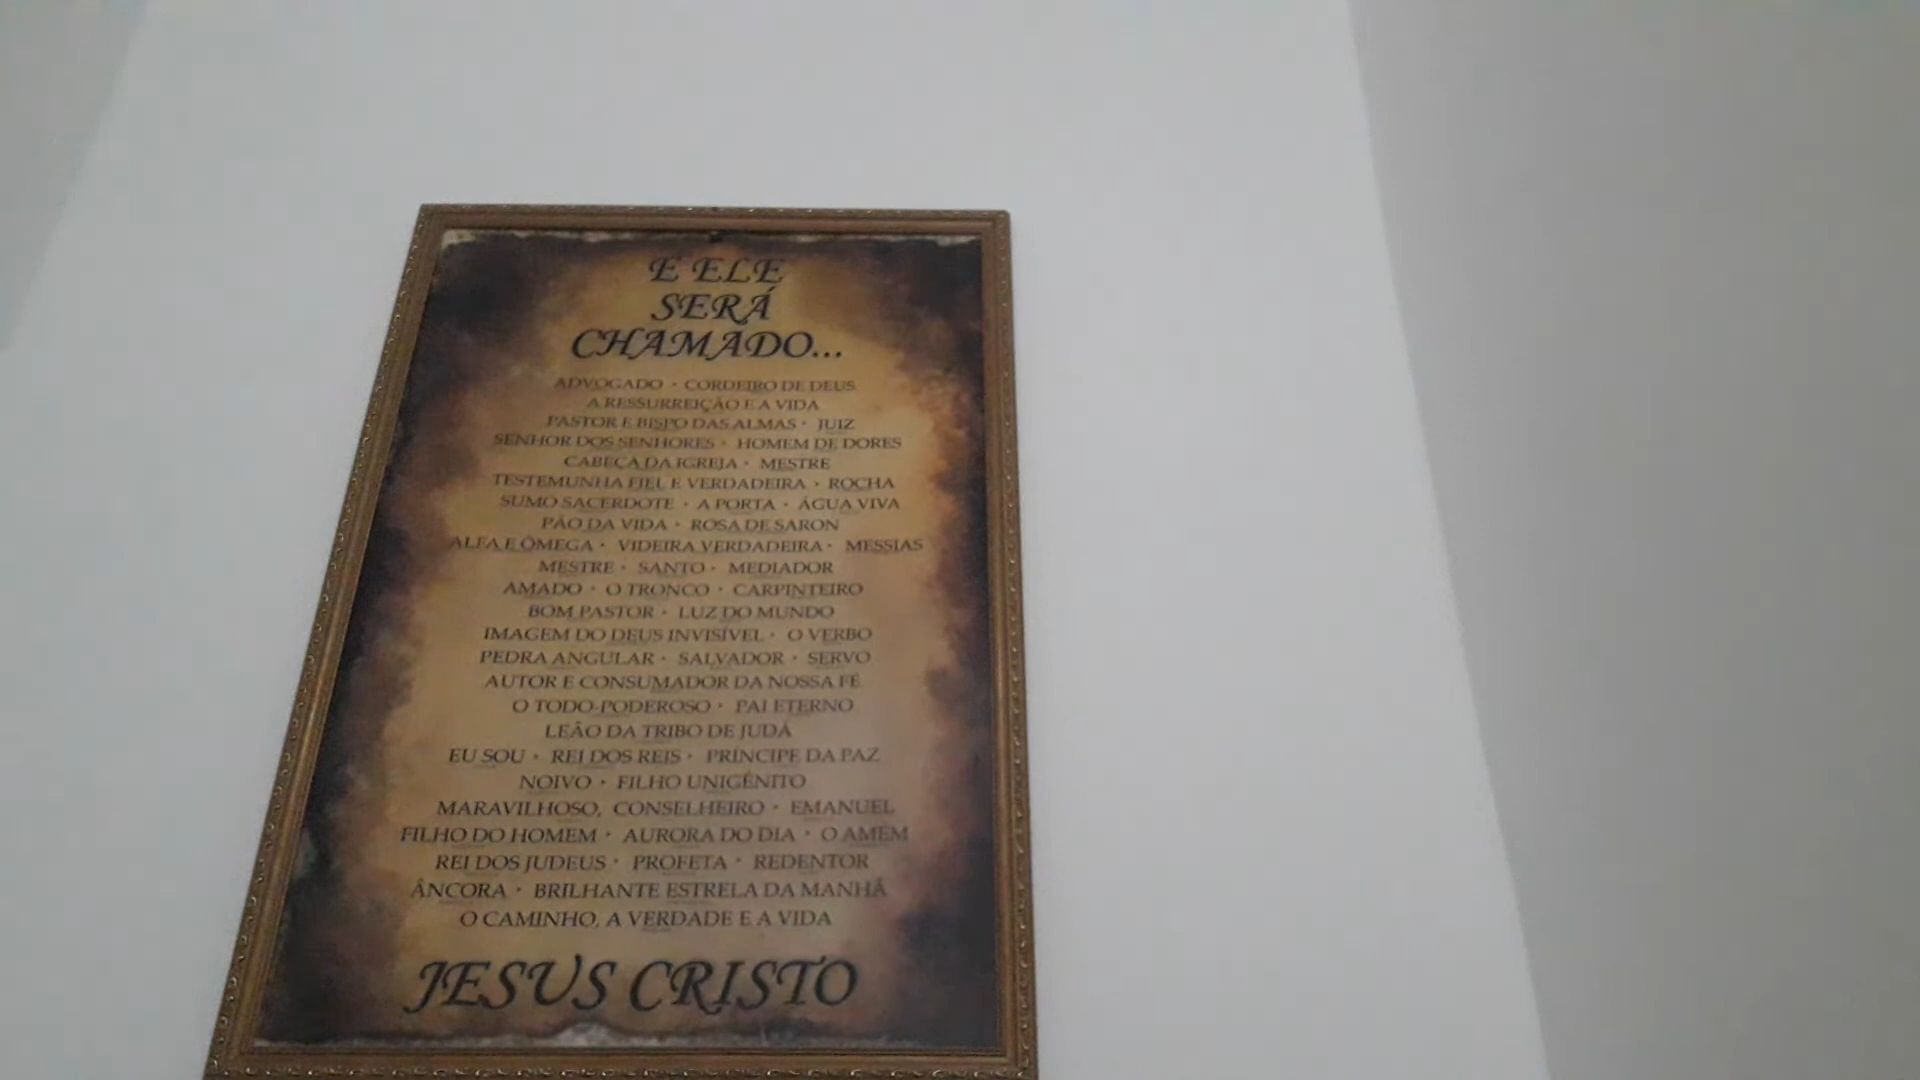 E ELE
SERÁ
CHAMADO...
ADVOGADO · CORDEIRO DE DEUS
A RESSURREIÇÃO E A VIDA
PASTOR E BISPO DAS ALMAS · JUIZ
SENHOR DOS SENHORES · HOMEM DE DORES
CABEÇA DA IGREJA · MESTRE
TESTEMUNHA FIEL E VERDADEIRA · ROCHA
SUMO SACERDOTE · A PORTA · ÁGUA VIVA
PÃO DA VIDA · ROSA DE SARON
ALFA E ÔMEGA · VIDEIRA VERDADEIRA · MESSIAS
MESTRE · SANTO · MEDIADOR
AMADO · O TRONCO · CARPINTEIRO
BOM PASTOR · LUZ DO MUNDO
IMAGEM DO DEUS INVISÍVEL · O VERBO
PEDRA ANGULAR · SALVADOR · SERVO
AUTOR E CONSUMADOR DA NOSSA FÉ
O TODO-PODEROSO · PAI ETERNO
LEÃO DA TRIBO DE JUDÁ
EU SOU · REI DOS REIS · PRÍNCIPE DA PAZ
NOIVO · FILHO UNIGÊNITO
MARAVILHOSO, CONSELHEIRO · EMANUEL
FILHO DO HOMEM · AURORA DO DIA · O AMÉM
REI DOS JUDEUS · PROFETA · REDENTOR
ÂNCORA · BRILHANTE ESTRELA DA MANHÃ
O CAMINHO, A VERDADE E A VIDA
JESUS CRISTO